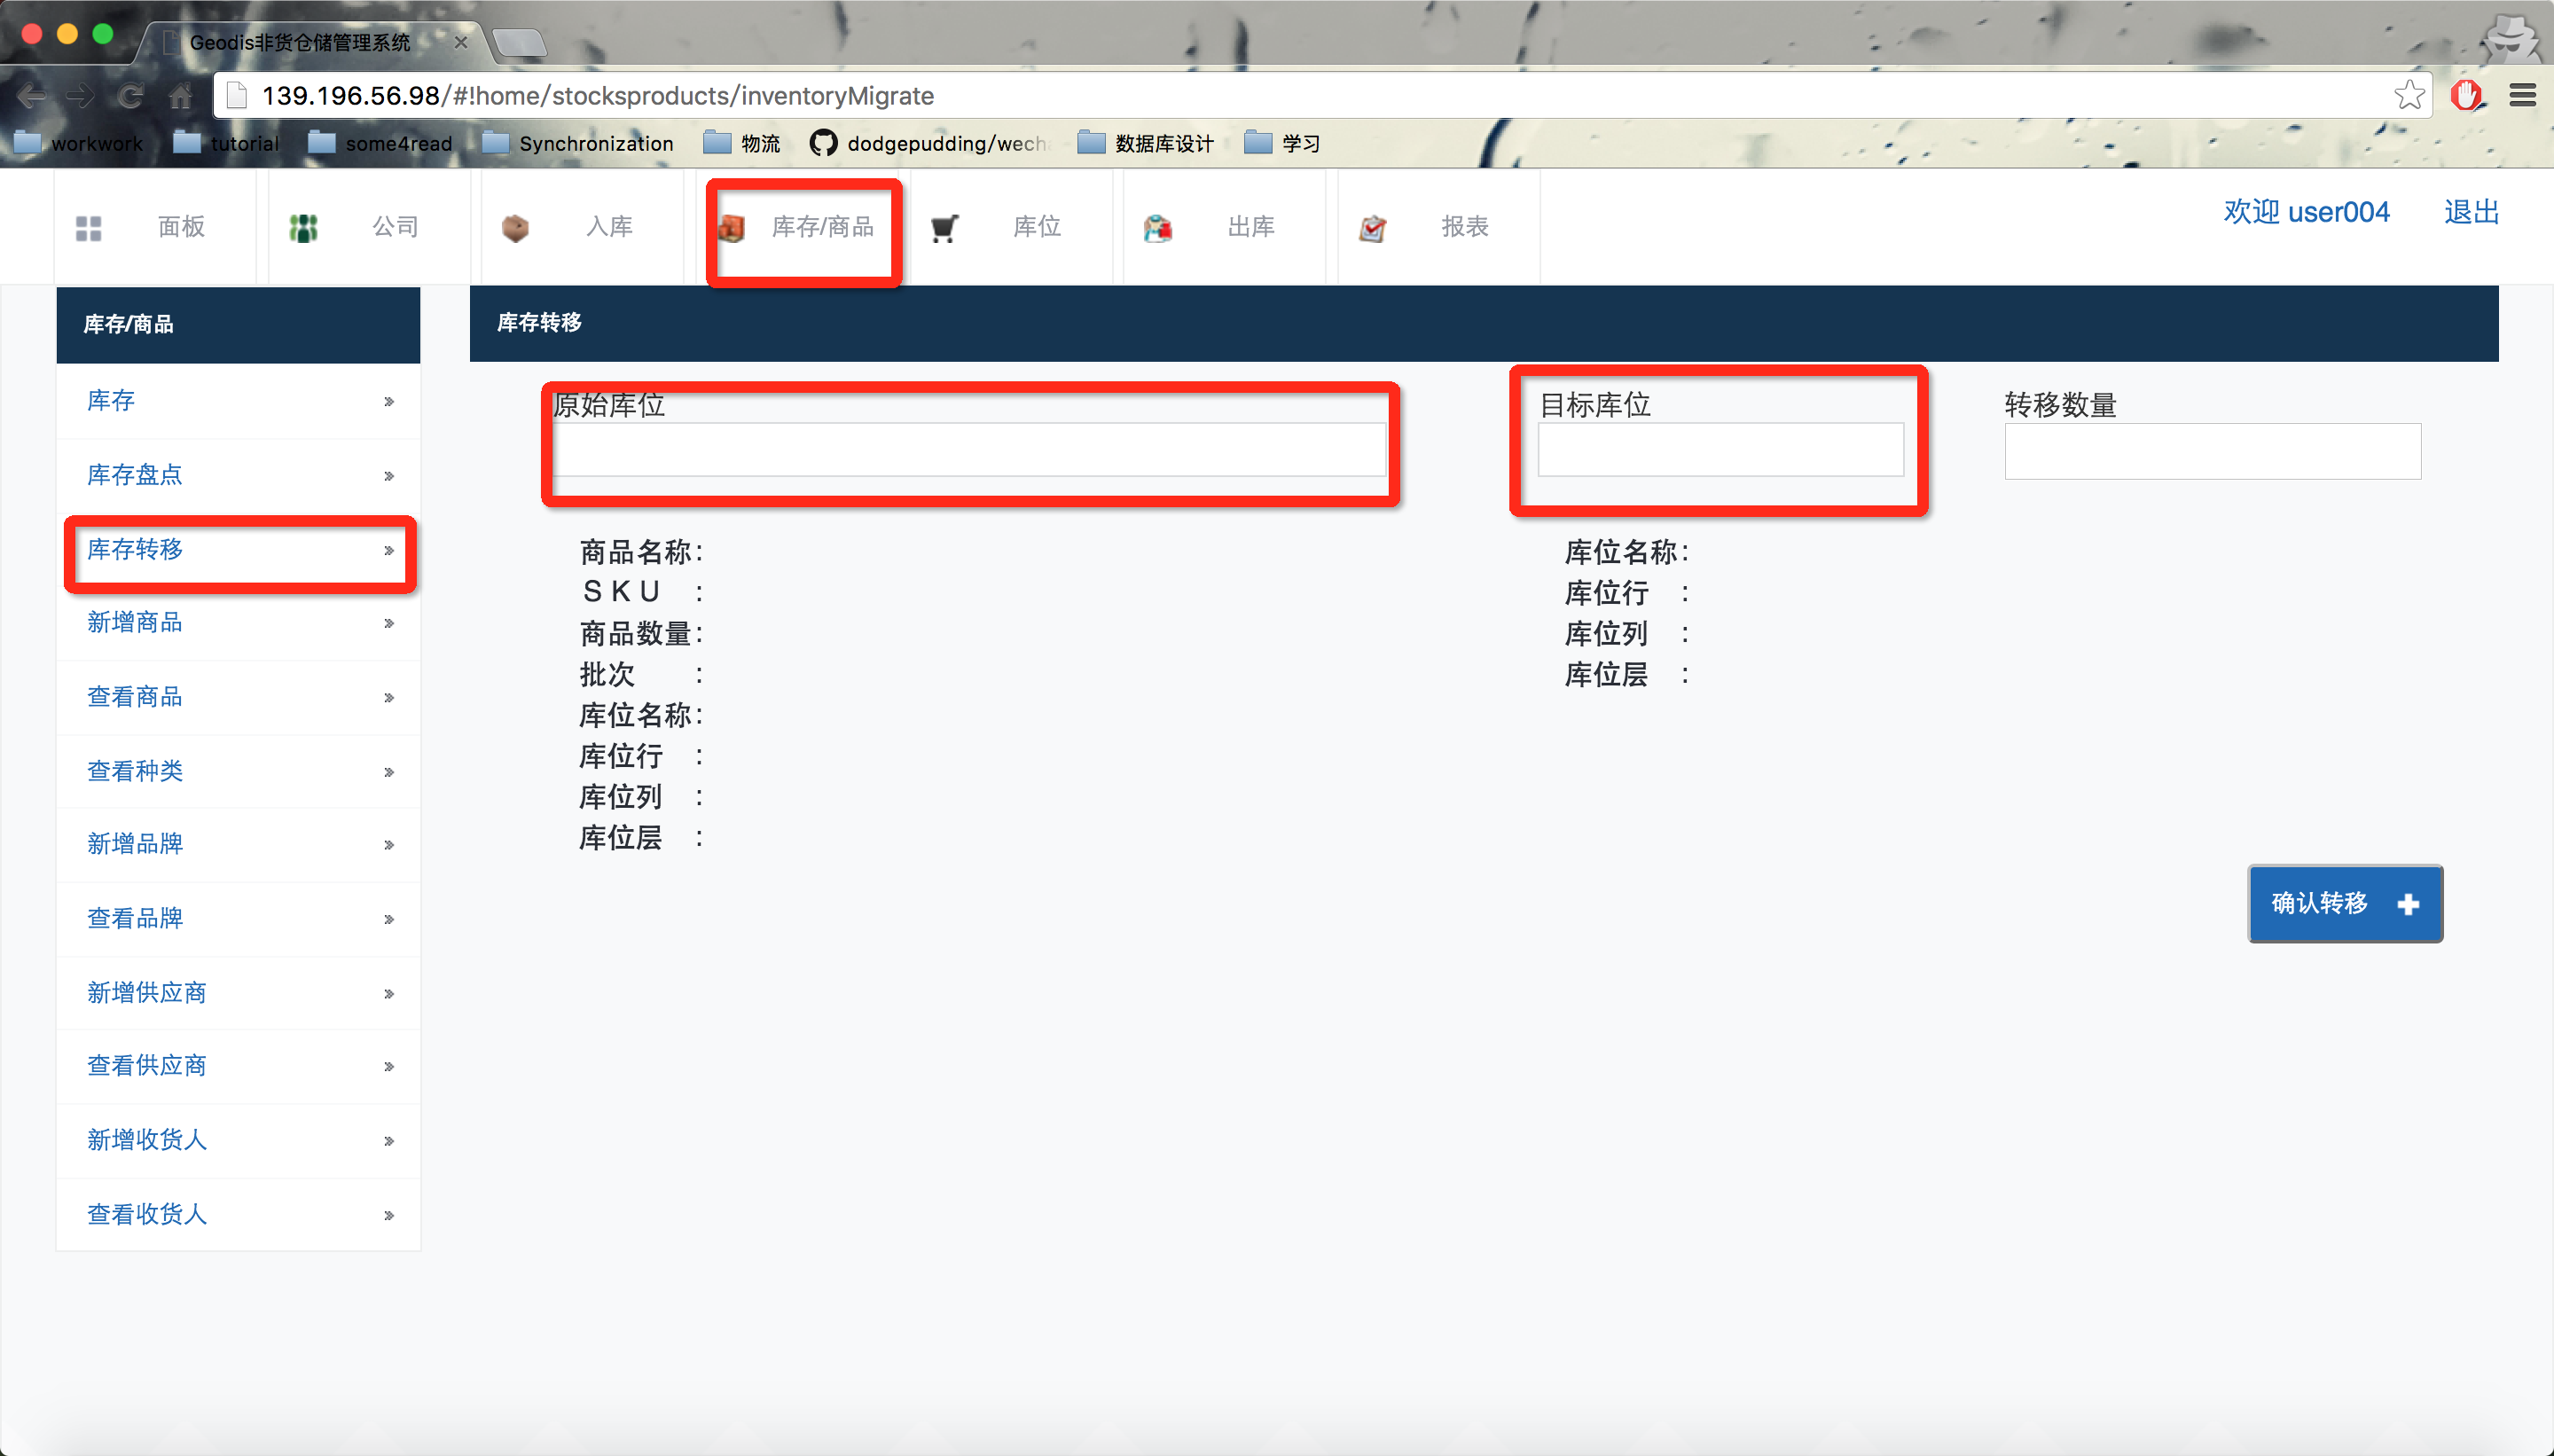 Geodis非货仓储管理系统
139.196.56.98/#!home/stocksproducts/inventoryMigrate
workwork tutorial some4read Synchronization 物流 dodgepudding/wech 数据库设计 学习
面板 公司 入库 库存/商品 库位 出库 报表 欢迎 user004 退出
库存/商品
库存
库存盘点
库存转移
新增商品
查看商品
查看种类
新增品牌
查看品牌
新增供应商
查看供应商
新增收货人
查看收货人
库存转移
原始库位 目标库位 转移数量
商品名称:
SKU :
商品数量:
批次 :
库位名称:
库位行 :
库位列 :
库位层 :
库位名称:
库位行 :
库位列 :
库位层 :
确认转移